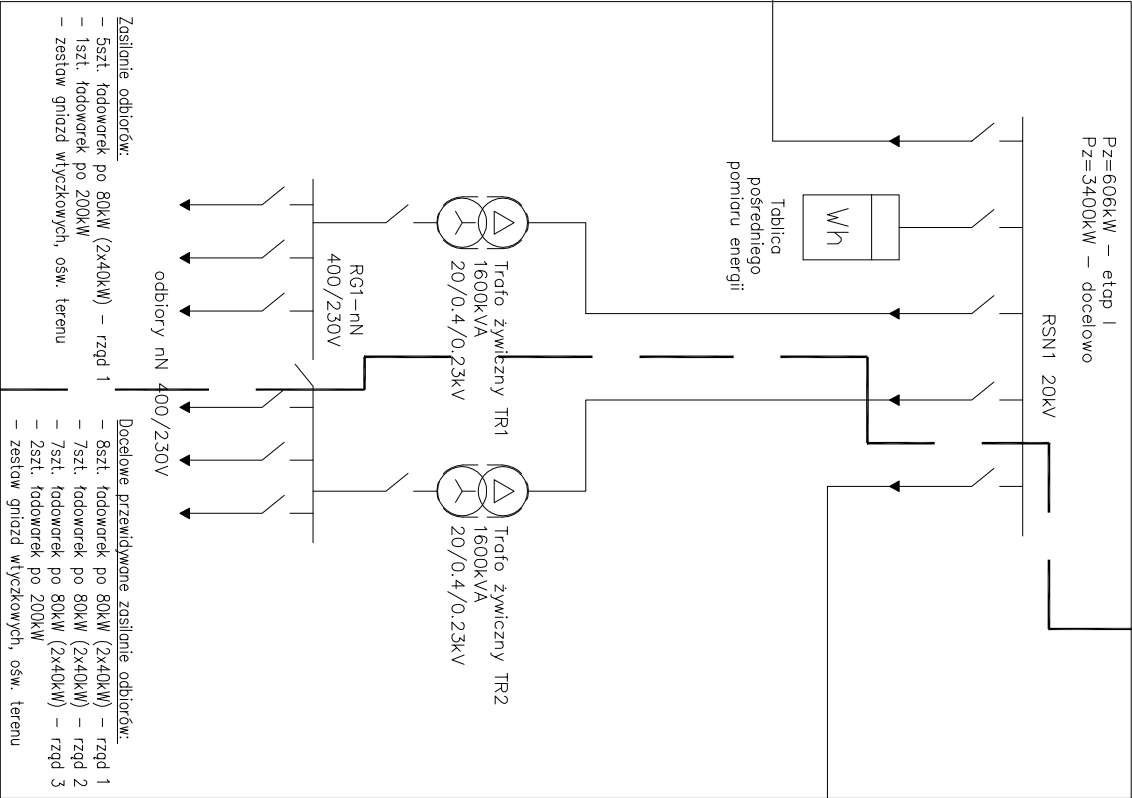 Pz=606kW – etap I
Pz=3400kW – docelowo
RSN1 20kV
Wh
Tablica
pośredniego
pomiaru energii
Trafo żywiczny TR1
1600kVA
20/0.4/0.23kV
Trafo żywiczny TR2
1600kVA
20/0.4/0.23kV
RG1–nN
400/230V
odbiory nN 400/230V
Zasilanie odbiorów:
– 5szt. ładowarek po 80kW (2x40kW) – rząd 1
– 1szt. ładowarek po 200kW
– zestaw gniazd wtyczkowych, ośw. terenu
Docelowe przewidywane zasilanie odbiorów:
– 8szt. ładowarek po 80kW (2x40kW) – rząd 1
– 7szt. ładowarek po 80kW (2x40kW) – rząd 2
– 7szt. ładowarek po 80kW (2x40kW) – rząd 3
– 2szt. ładowarek po 200kW
– zestaw gniazd wtyczkowych, ośw. terenu